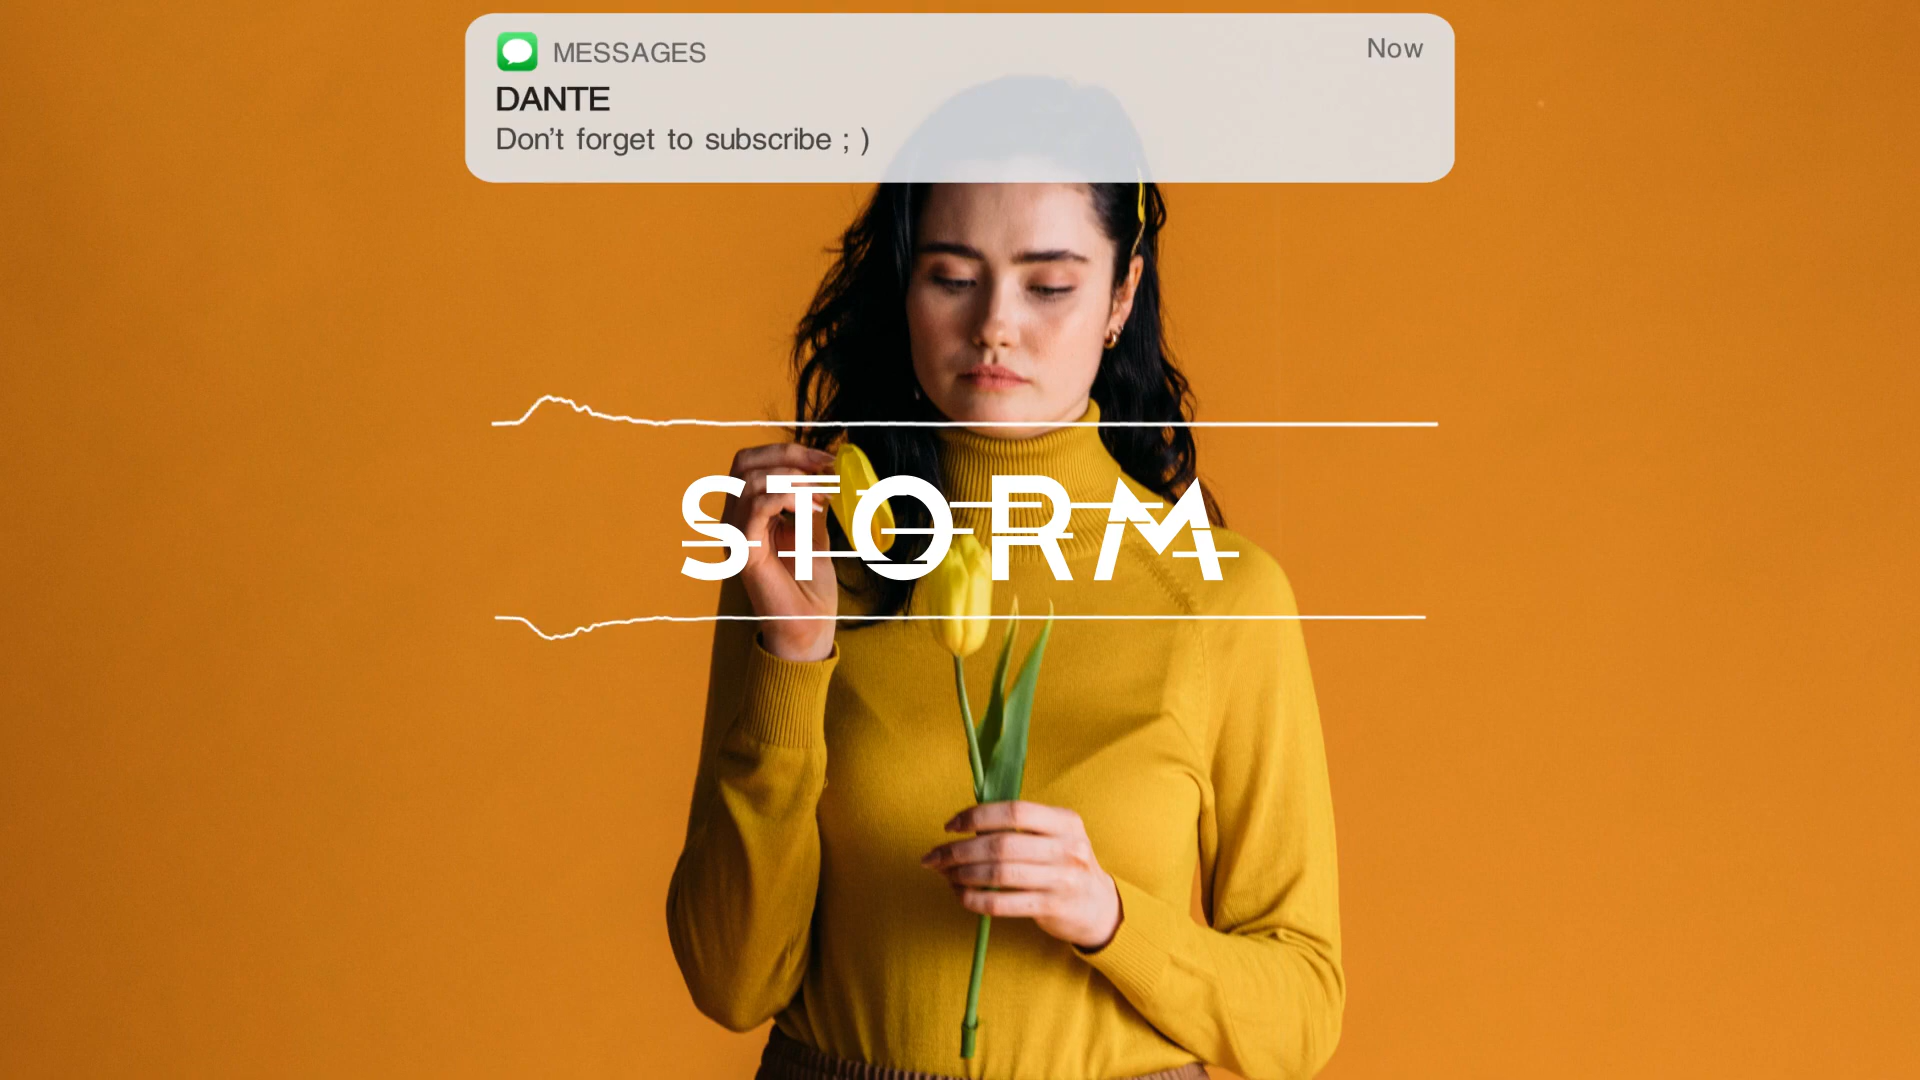 MESSAGES
Now
DANTE
Don't forget to subscribe ; )
STORM